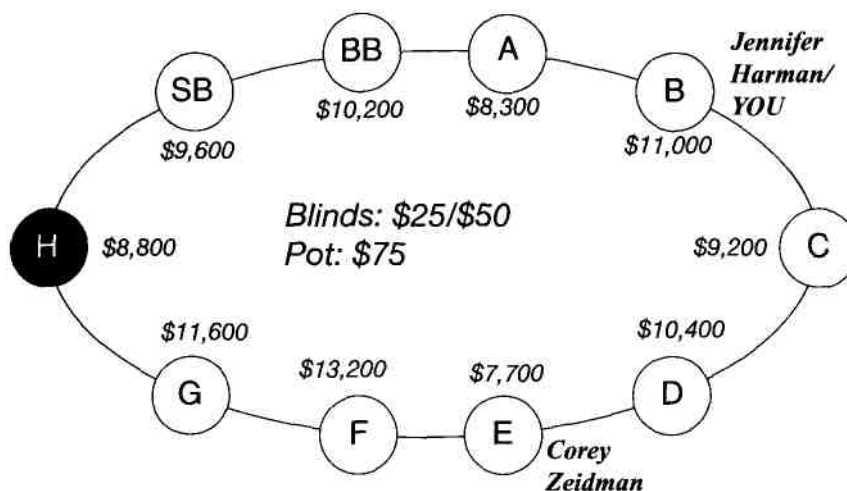 BB
A
Jennifer
Harman/
YOU
SB
B
$10,200
$8,300
$9,600
$11,000
Blinds: $25/$50
Pot: $75
H
$8,800
$9,200
C
$11,600
$13,200
$7,700
$10,400
G
F
E
D
Corey
Zeidman